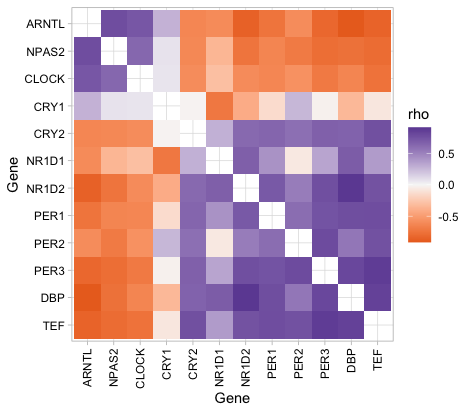 ARNTL
NPAS2
CLOCK
CRY1
CRY2
NR1D1
NR1D2
PER1
PER2
PER3
DBP
TEF
Gene
ARNTL
NPAS2
CLOCK
CRY1
CRY2
NR1D1
NR1D2
PER1
PER2
PER3
DBP
TEF
Gene
rho
0.5
0.0
-0.5